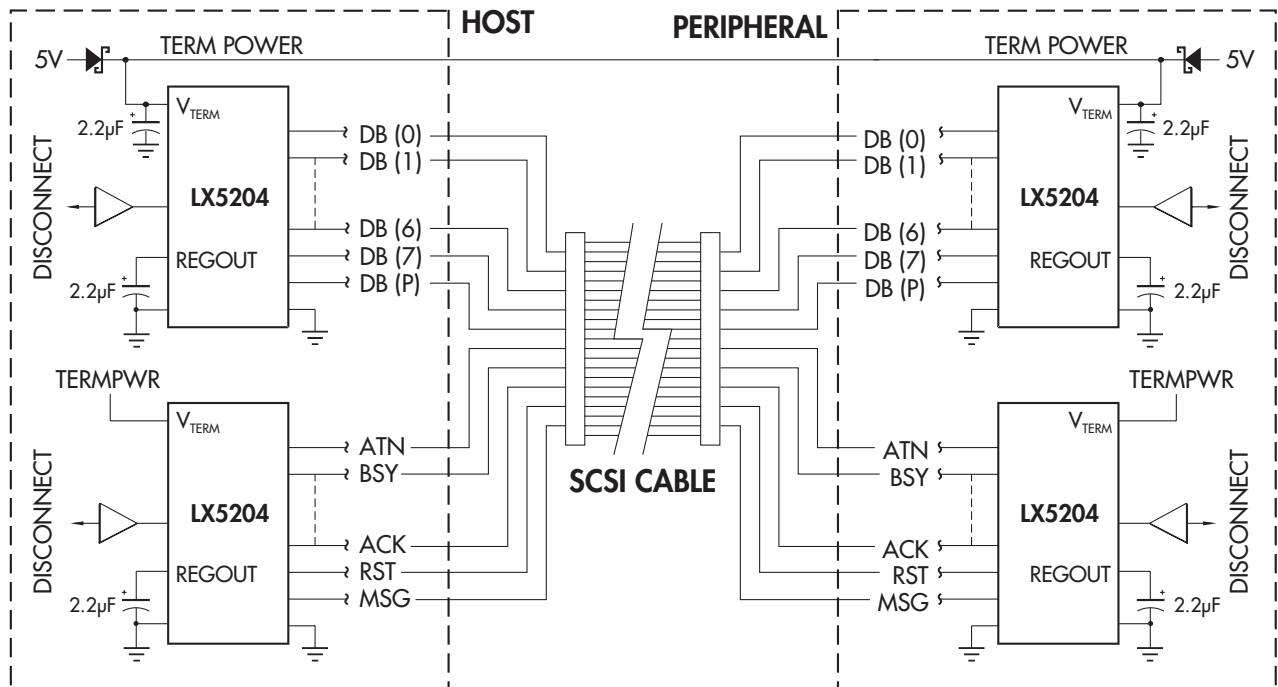 HOST
PERIPHERAL
5V
TERM POWER
TERM POWER
5V
VTERM
2.2µF
DISCONNECT
LX5204
REGOUT
2.2µF
DB (0)
DB (1)
DB (6)
DB (7)
DB (P)
DB (0)
DB (1)
DB (6)
DB (7)
DB (P)
VTERM
2.2µF
DISCONNECT
LX5204
REGOUT
2.2µF
TERMPWR
VTERM
DISCONNECT
LX5204
REGOUT
2.2µF
ATN
BSY
ACK
RST
MSG
SCSI CABLE
ATN
BSY
ACK
RST
MSG
TERMPWR
VTERM
DISCONNECT
LX5204
REGOUT
2.2µF